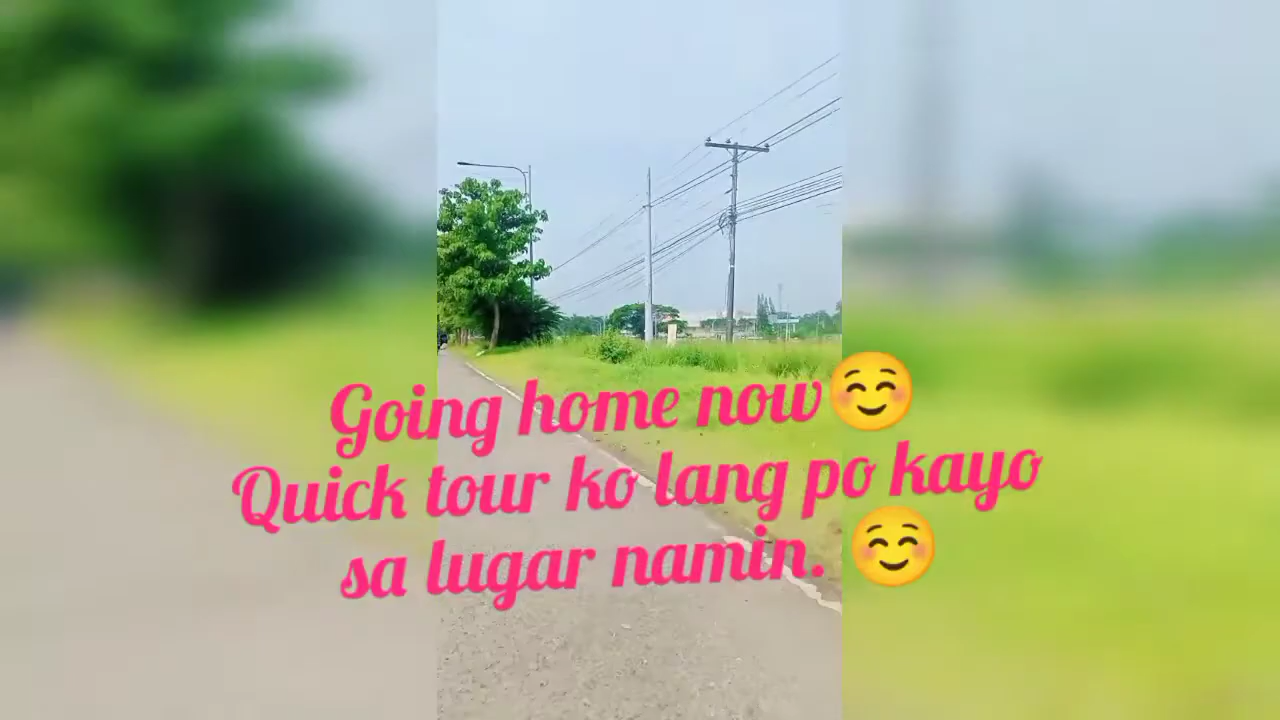 Going home now☺️
Quick tour ko lang po kayo
sa lugar namin. ☺️